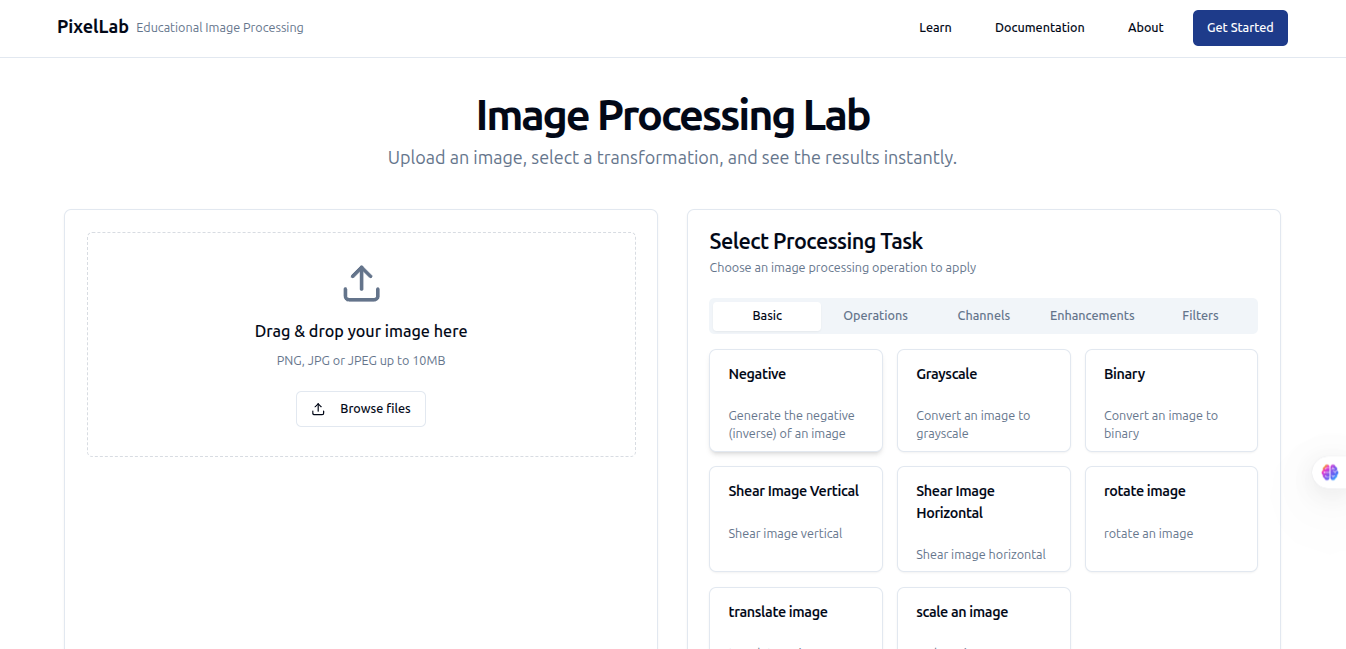 PixelLab Educational Image Processing
Learn Documentation About Get Started
Image Processing Lab
Upload an image, select a transformation, and see the results instantly.
Drag & drop your image here
PNG, JPG or JPEG up to 10MB
Browse files
Select Processing Task
Choose an image processing operation to apply
Basic Operations Channels Enhancements Filters
Negative
Generate the negative
(inverse) of an image
Grayscale
Convert an image to
grayscale
Binary
Convert an image to
binary
Shear Image Vertical
Shear image vertical
Shear Image
Horizontal
Shear image horizontal
rotate image
rotate an image
translate image
scale an image